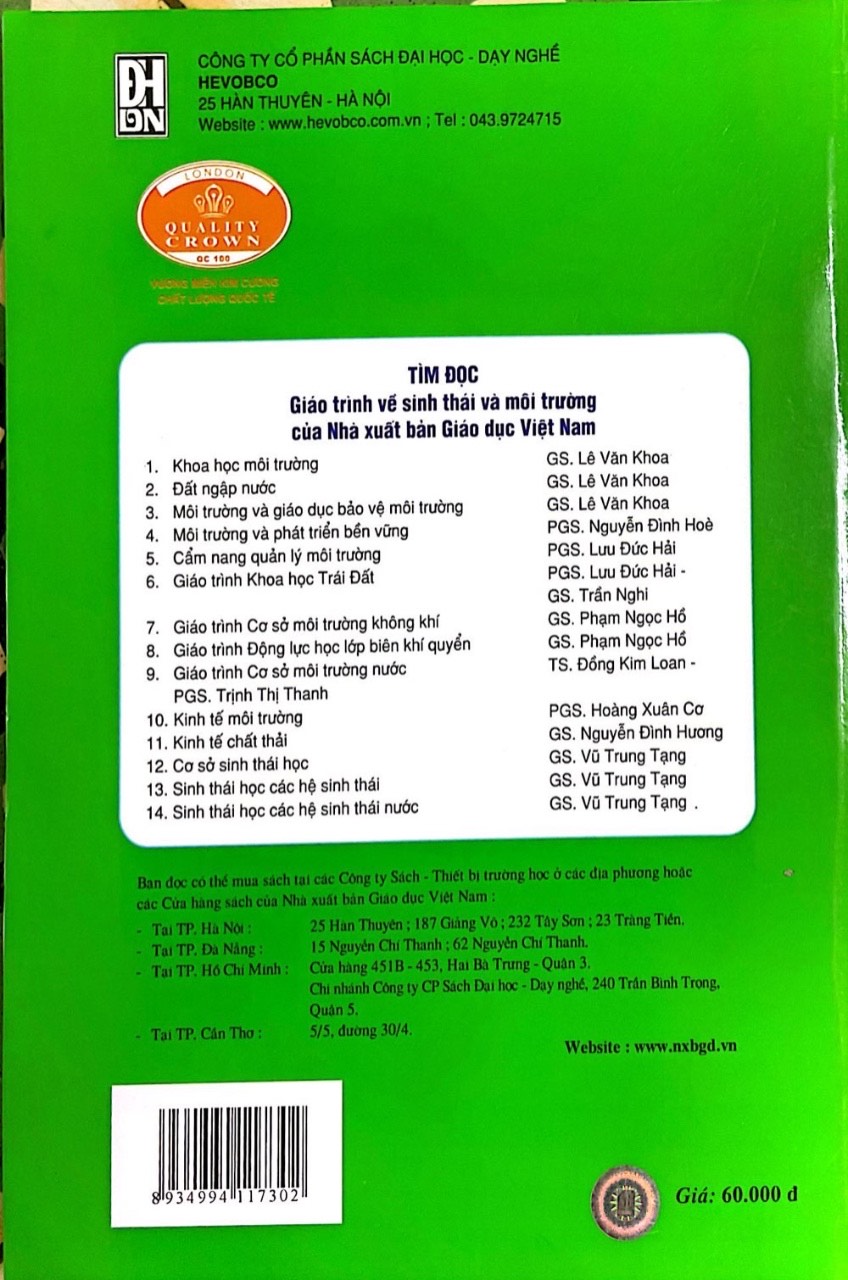 ĐH
DN
CÔNG TY CỔ PHẦN SÁCH ĐẠI HỌC - DẠY NGHỀ
HEVOBCO
25 HÀN THUYÊN - HÀ NỘI
Website : www.hevobco.com.vn ; Tel : 043.9724715
LONDON
QUALITY
CROWN
QC 100
VƯƠNG MIỆN KIM CƯƠNG
CHẤT LƯỢNG QUỐC TẾ
TÌM ĐỌC
Giáo trình về sinh thái và môi trường
của Nhà xuất bản Giáo dục Việt Nam
1. Khoa học môi trường GS. Lê Văn Khoa
2. Đất ngập nước GS. Lê Văn Khoa
3. Môi trường và giáo dục bảo vệ môi trường GS. Lê Văn Khoa
4. Môi trường và phát triển bền vững PGS. Nguyễn Đình Hoè
5. Cẩm nang quản lý môi trường PGS. Lưu Đức Hải
6. Giáo trình Khoa học Trái Đất PGS. Lưu Đức Hải -
GS. Trần Nghi
7. Giáo trình Cơ sở môi trường không khí GS. Phạm Ngọc Hồ
8. Giáo trình Động lực học lớp biên khí quyển GS. Phạm Ngọc Hồ
9. Giáo trình Cơ sở môi trường nước TS. Đồng Kim Loan -
PGS. Trịnh Thị Thanh
10. Kinh tế môi trường PGS. Hoàng Xuân Cơ
11. Kinh tế chất thải GS. Nguyễn Đình Hương
12. Cơ sở sinh thái học GS. Vũ Trung Tạng
13. Sinh thái học các hệ sinh thái GS. Vũ Trung Tạng
14. Sinh thái học các hệ sinh thái nước GS. Vũ Trung Tạng .
Bạn đọc có thể mua sách tại các Công ty Sách - Thiết bị trường học ở các địa phương hoặc
các Cửa hàng sách của Nhà xuất bản Giáo dục Việt Nam :
- Tại TP. Hà Nội : 25 Hàn Thuyên ; 187 Giảng Võ ; 232 Tây Sơn ; 23 Tràng Tiền.
- Tại TP. Đà Nẵng : 15 Nguyễn Chí Thanh ; 62 Nguyễn Chí Thanh.
- Tại TP. Hồ Chí Minh : Cửa hàng 451B - 453, Hai Bà Trưng - Quận 3.
Chi nhánh Công ty CP Sách Đại học - Dạy nghề, 240 Trần Bình Trọng,
Quận 5.
- Tại TP. Cần Thơ : 5/5, đường 30/4.
Website : www.nxbgd.vn
8934994117302
Giá: 60.000 đ